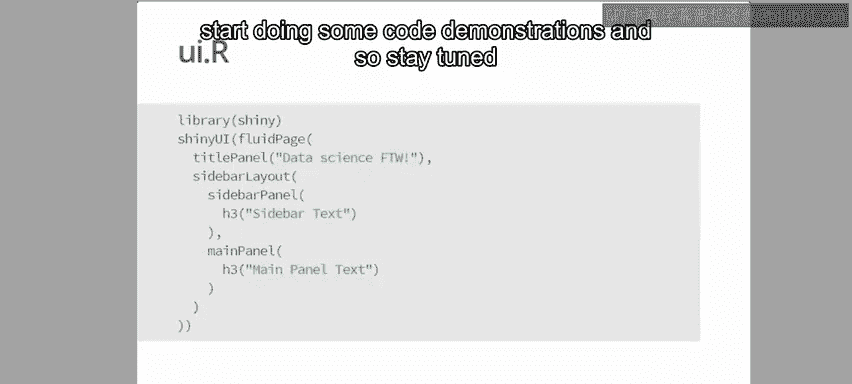 start doing some code demonstrations and
so stay tuned
ui.R
library(shiny)
shinyUI(fluidPage(
titlePanel("Data science FTW!"),
sidebarLayout(
sidebarPanel(
h3("Sidebar Text")
),
mainPanel(
h3("Main Panel Text")
)
)
))